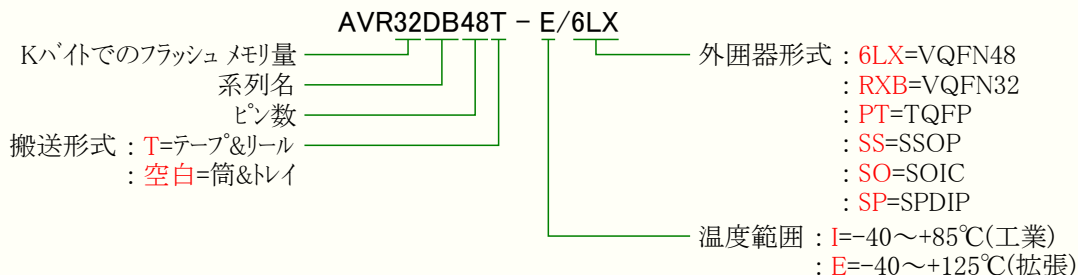 AVR32DB48T - E/6LX
Kバイトでのフラッシュ メモリ量
系列名
ピン数
搬送形式 : T=テープ&リール
: 空白=筒&トレイ
外囲器形式 : 6LX=VQFN48
: RXB=VQFN32
: PT=TQFP
: SS=SSOP
: SO=SOIC
: SP=SPDIP
温度範囲 : I=-40～+85℃(工業)
: E=-40～+125℃(拡張)